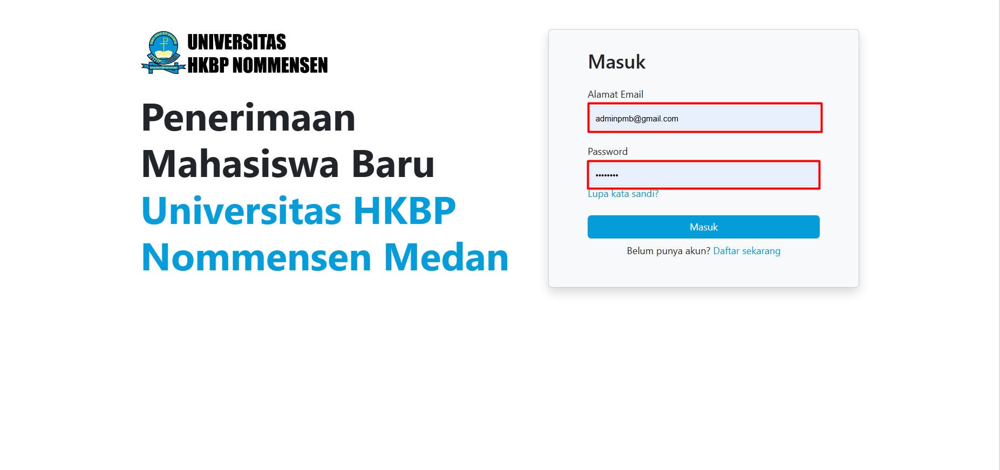 UNIVERSITAS
HKBP NOMMENSEN
Penerimaan
Mahasiswa Baru
Universitas HKBP
Nommensen Medan
Masuk
Alamat Email
adminpmb@gmail.com
Password
••••••••
Lupa kata sandi?
Masuk
Belum punya akun? Daftar sekarang